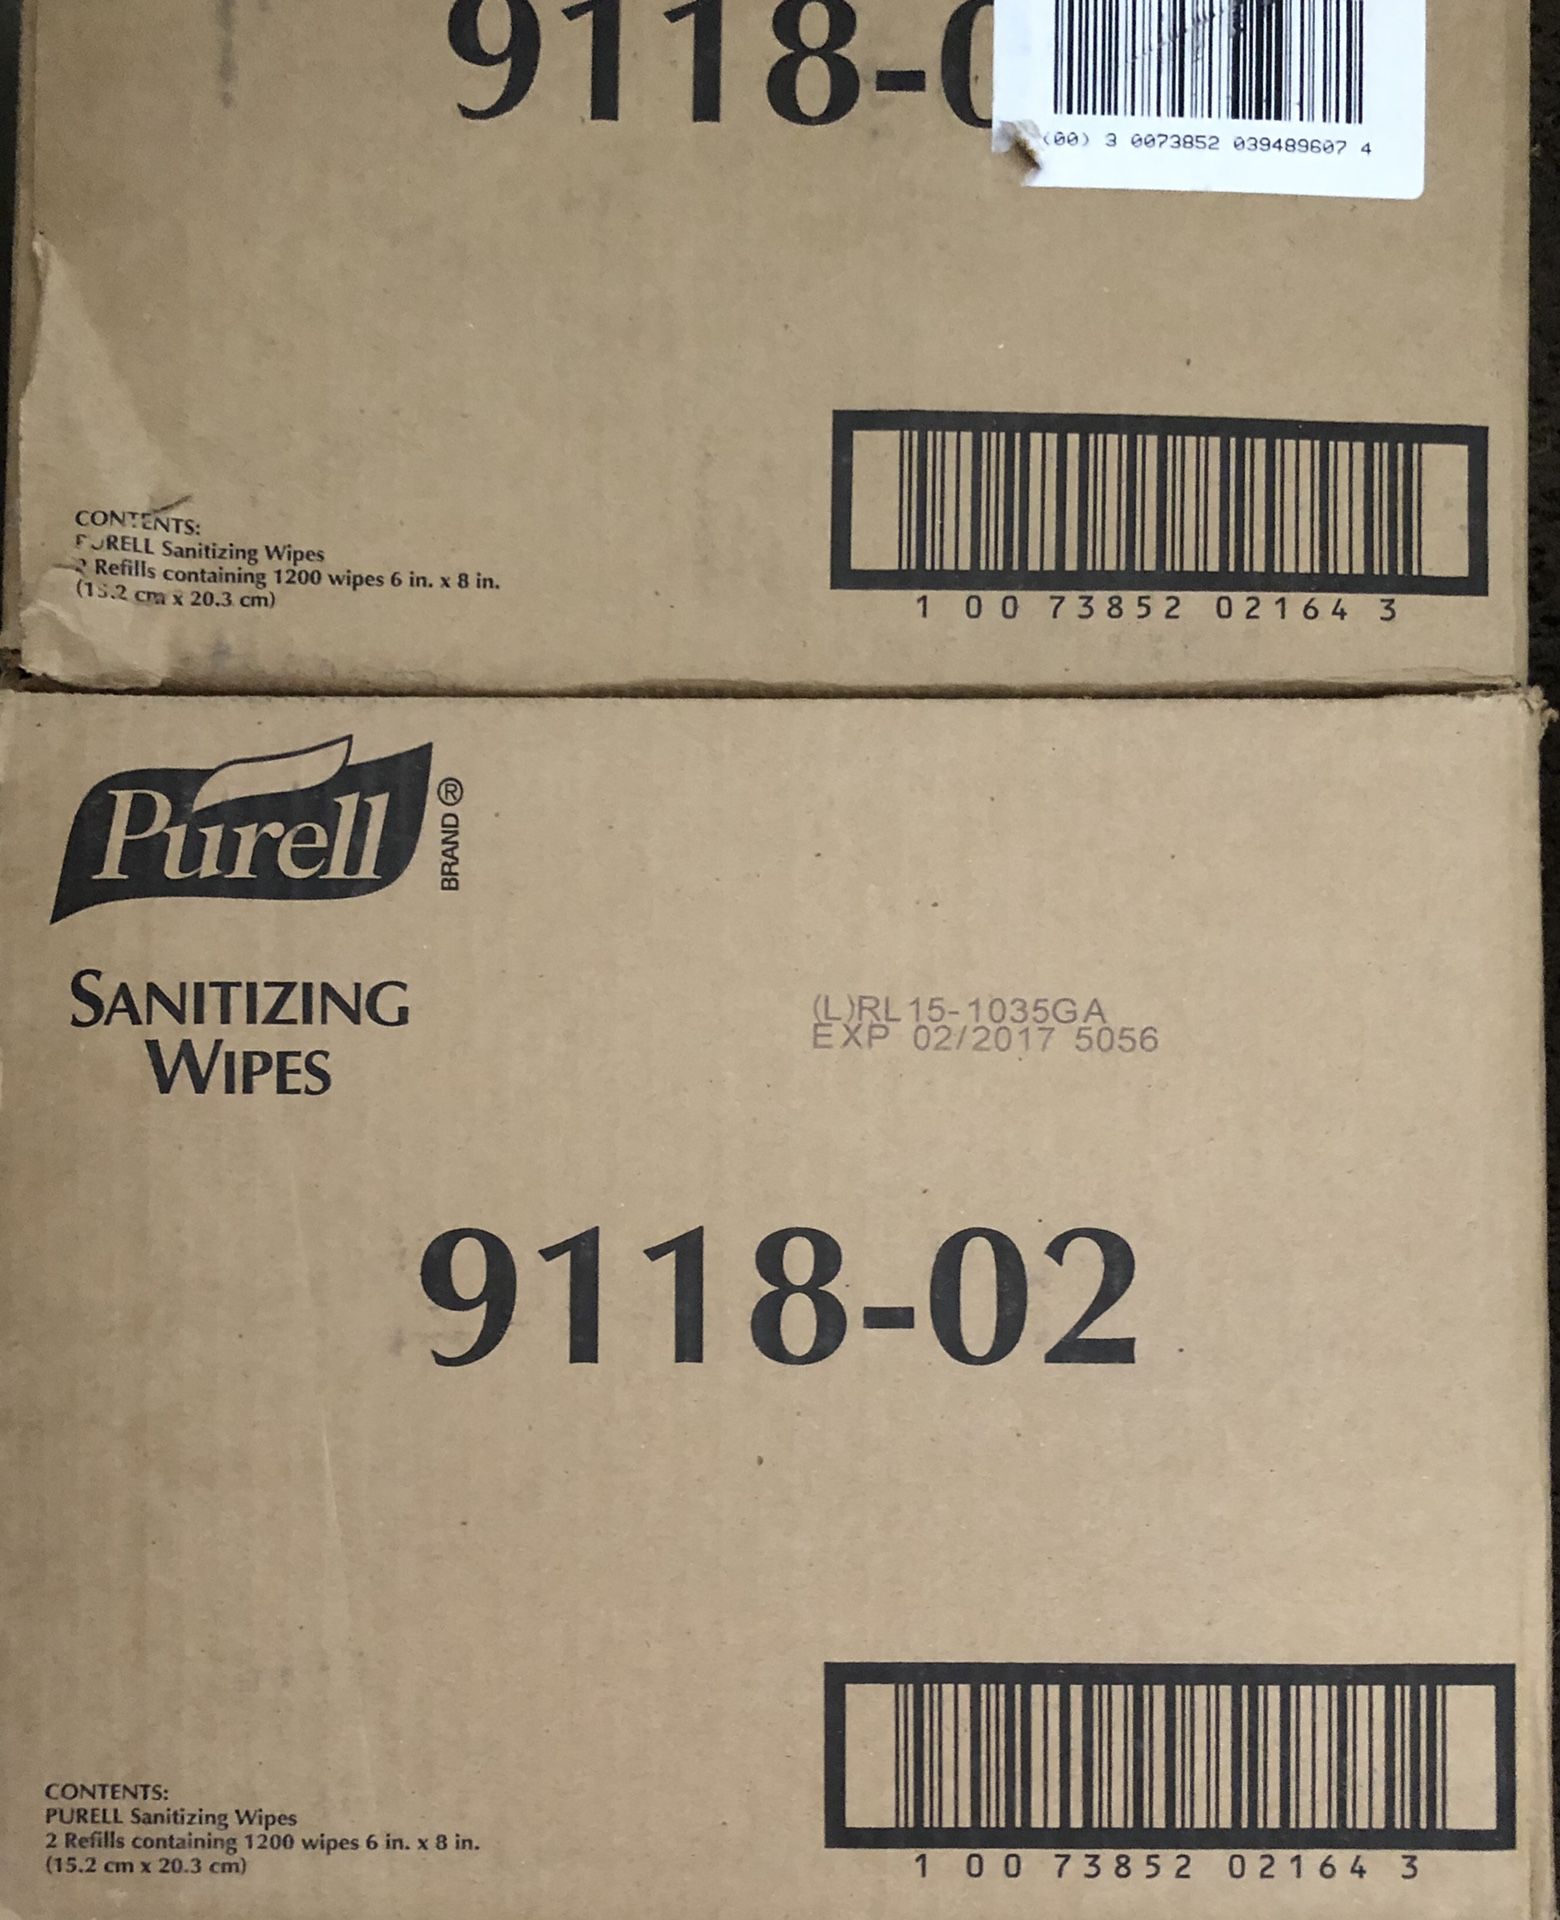 9118-0
(00) 3 0073852 039489607 4
CONTENTS:
PURELL Sanitizing Wipes
2 Refills containing 1200 wipes 6 in. x 8 in.
(15.2 cm x 20.3 cm)
1 00 73852 02164 3
Purell
BRAND ®
SANITIZING
WIPES
(L)RL15-1035GA
EXP 02/2017 5056
9118-02
CONTENTS:
PURELL Sanitizing Wipes
2 Refills containing 1200 wipes 6 in. x 8 in.
(15.2 cm x 20.3 cm)
1 00 73852 02164 3